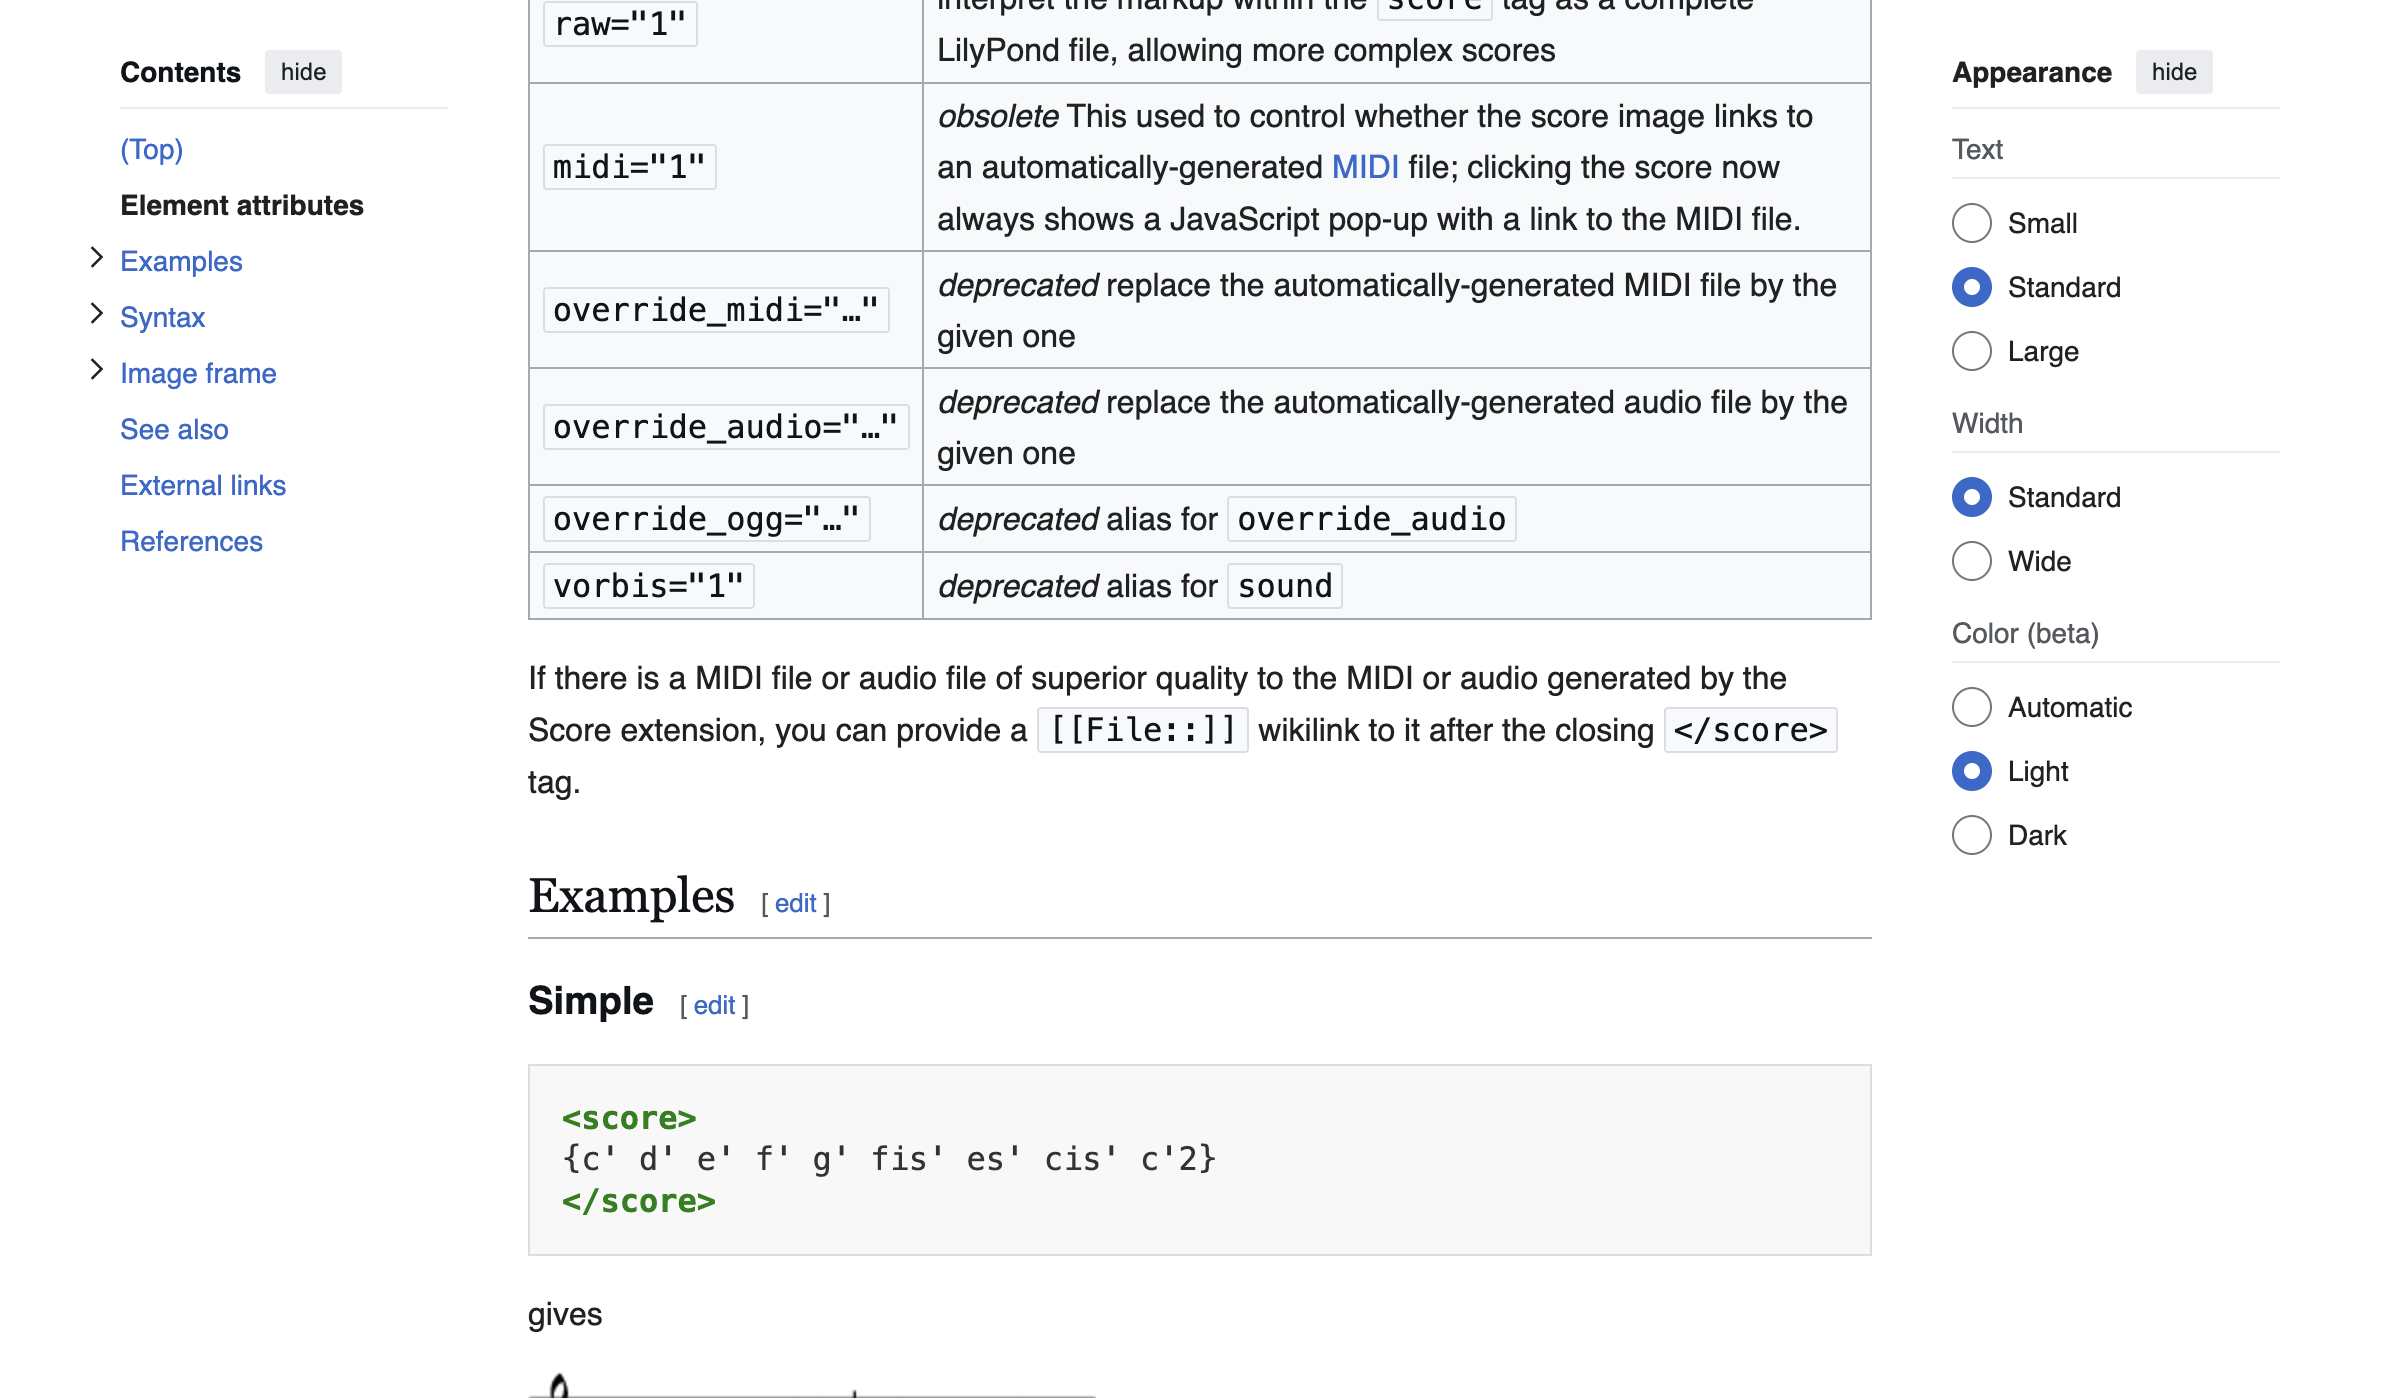 Contents hide
(Top)
Element attributes
Examples
Syntax
Image frame
See also
External links
References
raw="1"
interpret the markup within the score tag as a complete
LilyPond file, allowing more complex scores
midi="1"
obsolete This used to control whether the score image links to
an automatically-generated MIDI file; clicking the score now
always shows a JavaScript pop-up with a link to the MIDI file.
override_midi="…"
deprecated replace the automatically-generated MIDI file by the
given one
override_audio="…"
deprecated replace the automatically-generated audio file by the
given one
override_ogg="…" deprecated alias for override_audio
vorbis="1" deprecated alias for sound
If there is a MIDI file or audio file of superior quality to the MIDI or audio generated by the
Score extension, you can provide a [[File::]] wikilink to it after the closing </score>
tag.
Examples [ edit ]
Simple [ edit ]
<score>
{c' d' e' f' g' fis' es' cis' c'2}
</score>
gives
Appearance hide
Text
Small
Standard
Large
Width
Standard
Wide
Color (beta)
Automatic
Light
Dark